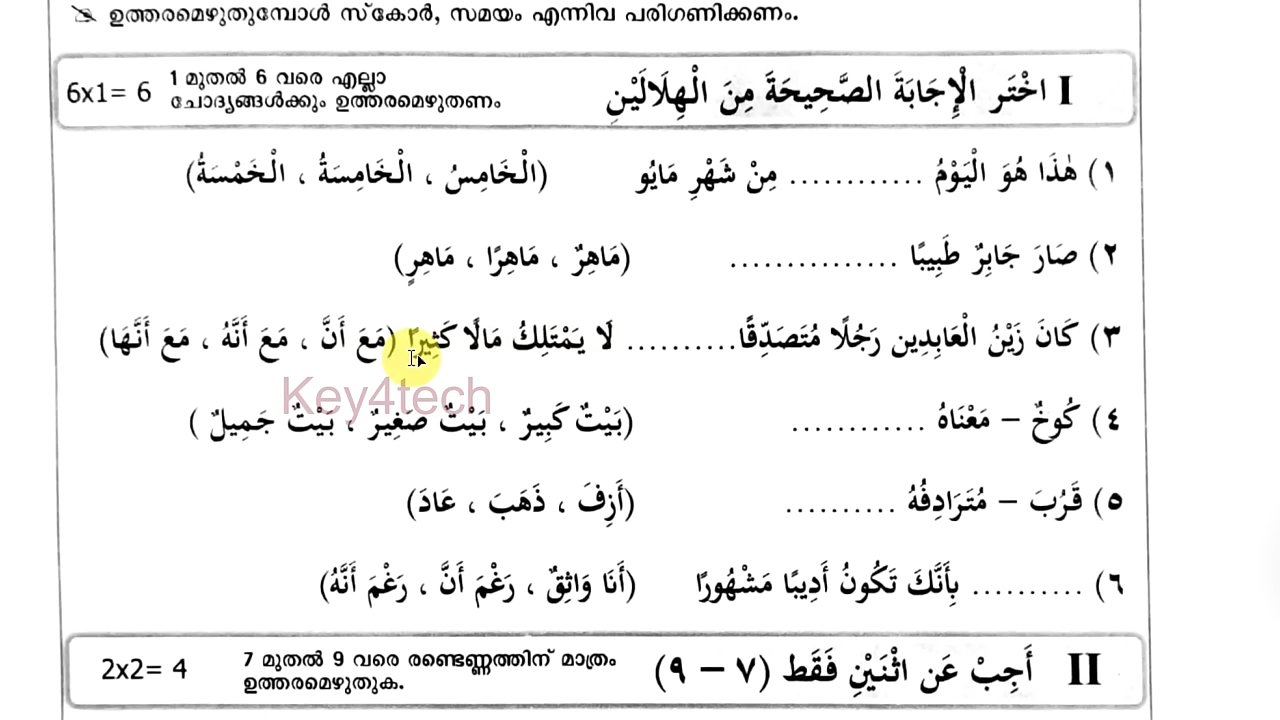 ✎ ഉത്തരമെഴുതുമ്പോൾ സ്കോർ, സമയം എന്നിവ പരിഗണിക്കണം.
I اخْتَرِ الْإِجَابَةَ الصَّحِيحَةَ مِنَ الْهِلَالَيْنِ 1 മുതൽ 6 വരെ എല്ലാ ചോദ്യങ്ങൾക്കും ഉത്തരമെഴുതണം 6x1= 6
١) هٰذَا هُوَ الْيَوْمُ ............ مِنْ شَهْرِ مَايُو (الْخَامِسُ ، الْخَامِسَةُ ، الْخَمْسَةُ)
٢) صَارَ جَابِرٌ طَبِيبًا ............... (مَاهِرٌ ، مَاهِرًا ، مَاهِرٍ)
٣) كَانَ زَيْنُ الْعَابِدِين رَجُلًا مُتَصَدِّقًا.......... لَا يَمْتَلِكُ مَالًا كَثِيرًا (مَعَ أَنَّ ، مَعَ أَنَّهُ ، مَعَ أَنَّهَا)
Key4tech
٤) كُوخٌ – مَعْنَاهُ ............ (بَيْتٌ كَبِيرٌ ، بَيْتٌ صَغِيرٌ ، بَيْتٌ جَمِيلٌ )
٥) قَرُبَ – مُتَرَادِفُهُ .......... (أَزِفَ ، ذَهَبَ ، عَادَ)
٦) .......... بِأَنَّكَ تَكُونُ أَدِيبًا مَشْهُورًا (أَنَا وَاثِقٌ ، رَغْمَ أَنَّ ، رَغْمَ أَنَّهُ)
II أَجِبْ عَن اثْنَيْنِ فَقَط (٧ – ٩) 7 മുതൽ 9 വരെ രണ്ടെണ്ണത്തിന് മാത്രം ഉത്തരമെഴുതുക. 2x2= 4